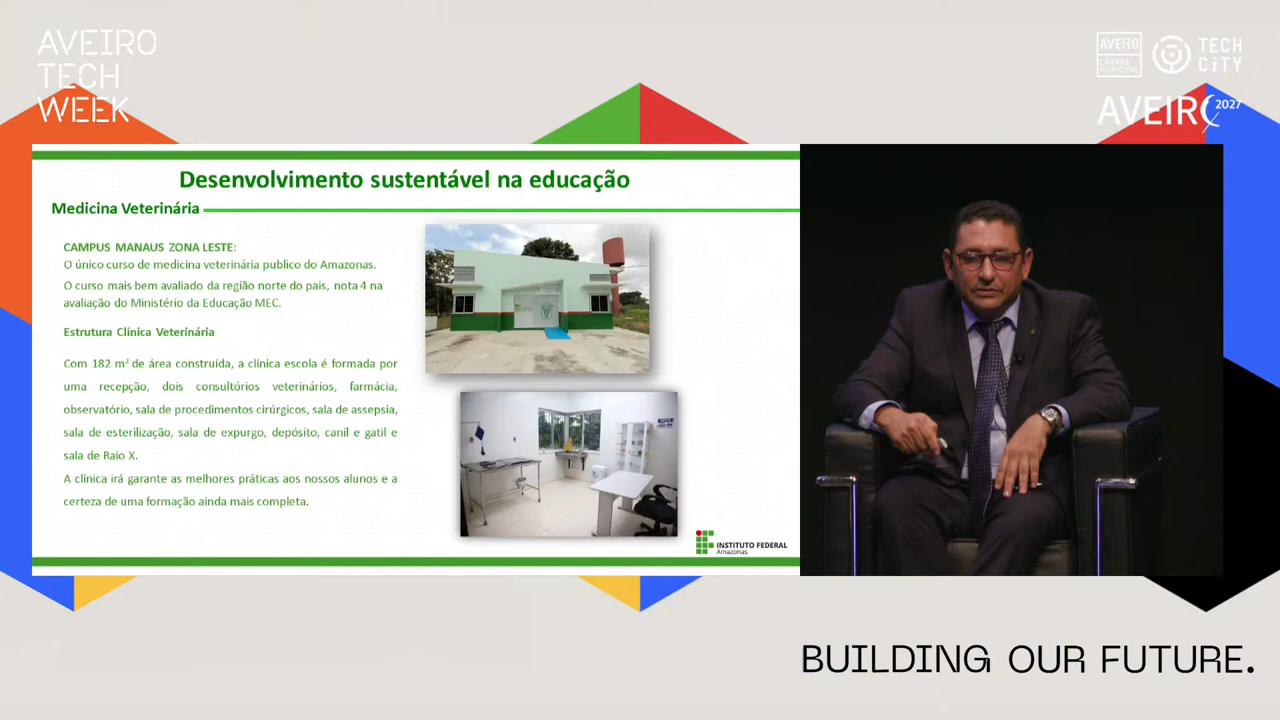 AVEIRO
TECH
WEEK
AVEIRO
CÂMARA
MUNICIPAL
TECH
CITY
AVEIRO 2027
Desenvolvimento sustentável na educação
Medicina Veterinária
CAMPUS MANAUS ZONA LESTE:
O único curso de medicina veterinária publico do Amazonas.
O curso mais bem avaliado da região norte do pais, nota 4 na
avaliação do Ministério da Educação MEC.
Estrutura Clínica Veterinária
Com 182 m² de área construída, a clínica escola é formada por
uma recepção, dois consultórios veterinários, farmácia,
observatório, sala de procedimentos cirúrgicos, sala de assepsia,
sala de esterilização, sala de expurgo, depósito, canil e gatil e
sala de Raio X.
A clínica irá garante as melhores práticas aos nossos alunos e a
certeza de uma formação ainda mais completa.
INSTITUTO FEDERAL
Amazonas
BUILDING OUR FUTURE.